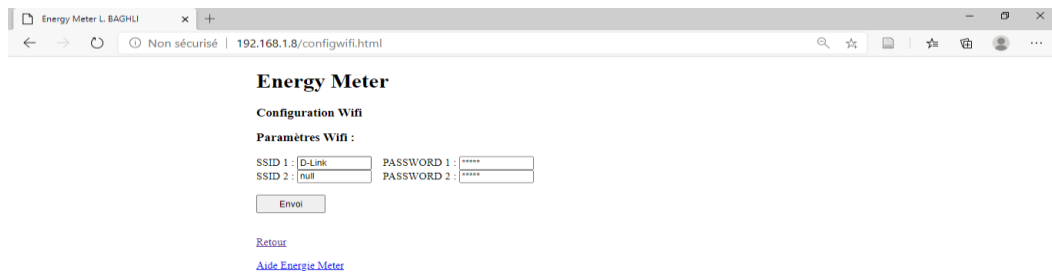 Energy Meter L. BAGHLI
Non sécurisé | 192.168.1.8/configwifi.html
Energy Meter
Configuration Wifi
Paramètres Wifi :
SSID 1 : D-Link PASSWORD 1 : *****
SSID 2 : null PASSWORD 2 : *****
Envoi
Retour
Aide Energie Meter